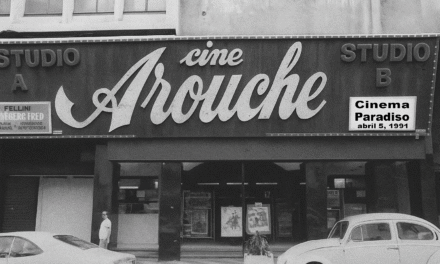 STUDIO
A
cine
Arouche
STUDIO
B
FELLINI
Cinema
Paradiso
abril 5, 1991